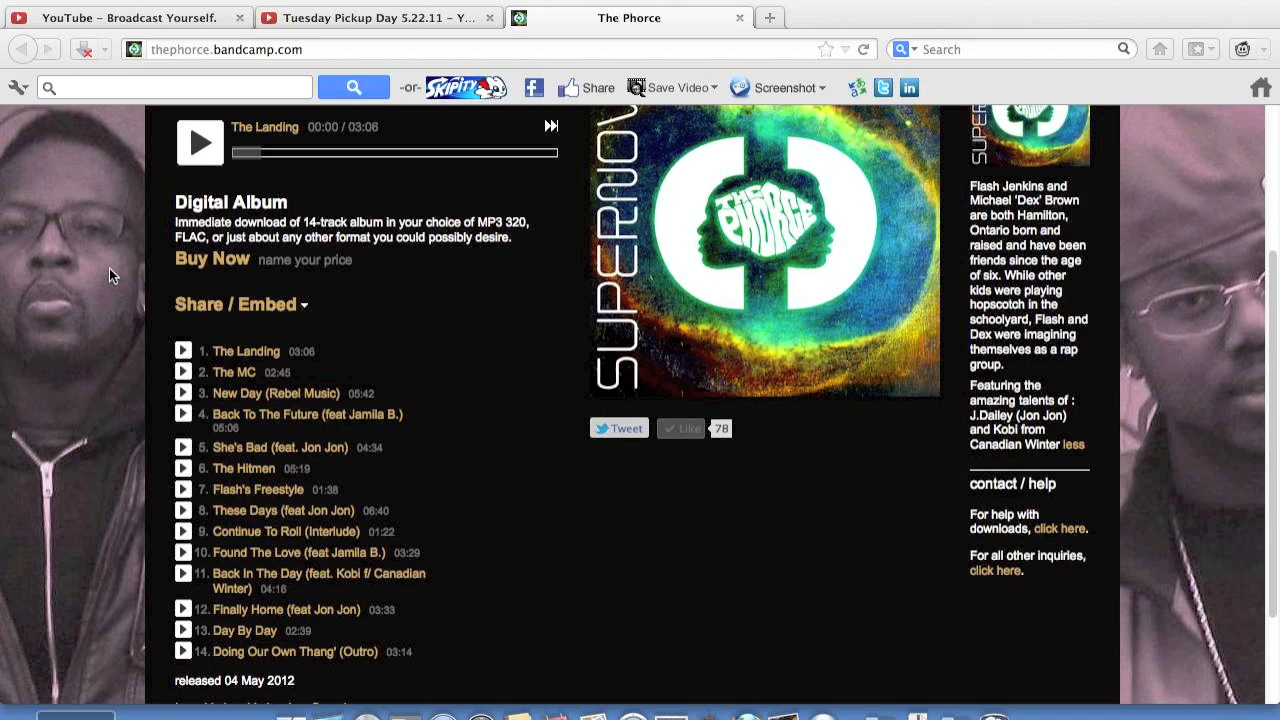 YouTube – Broadcast Yourself.
Tuesday Pickup Day 5.22.11 – Y...
The Phorce
thephorce.bandcamp.com
Search
-or- SKIPITY
Share
Save Video
Screenshot
The Landing 00:00 / 03:06
Digital Album
Immediate download of 14-track album in your choice of MP3 320,
FLAC, or just about any other format you could possibly desire.
Buy Now name your price
Share / Embed
1. The Landing 03:06
2. The MC 02:45
3. New Day (Rebel Music) 05:42
4. Back To The Future (feat Jamila B.)
05:06
5. She's Bad (feat. Jon Jon) 04:34
6. The Hitmen 05:19
7. Flash's Freestyle 01:38
8. These Days (feat Jon Jon) 06:40
9. Continue To Roll (Interlude) 01:22
10. Found The Love (feat Jamila B.) 03:29
11. Back In The Day (feat. Kobi f/ Canadian
Winter) 04:16
12. Finally Home (feat Jon Jon) 03:33
13. Day By Day 02:39
14. Doing Our Own Thang' (Outro) 03:14
released 04 May 2012
SUPERNOV
THE
PHORCE
Tweet
Like 78
SUPER
Flash Jenkins and
Michael 'Dex' Brown
are both Hamilton,
Ontario born and
raised and have been
friends since the age
of six. While other
kids were playing
hopscotch in the
schoolyard, Flash and
Dex were imagining
themselves as a rap
group.
Featuring the
amazing talents of :
J.Dailey (Jon Jon)
and Kobi from
Canadian Winter less
contact / help
For help with
downloads, click here.
For all other inquiries,
click here.